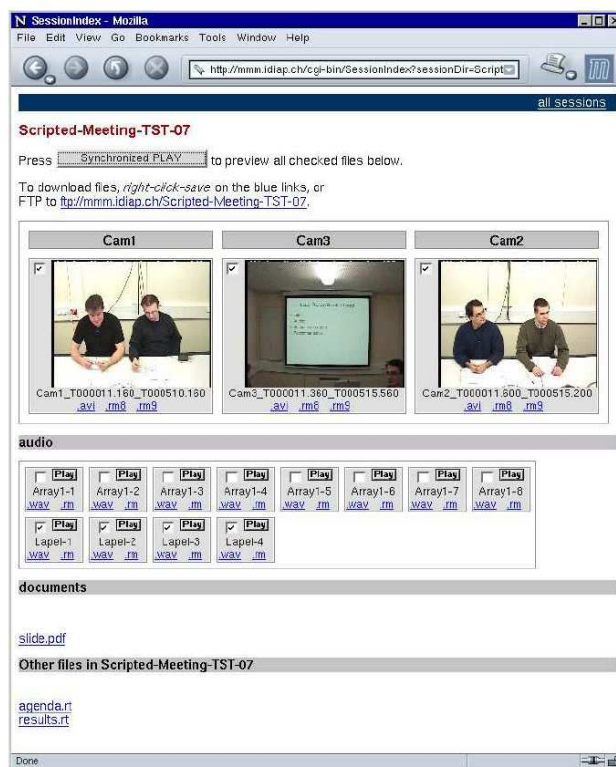 SessionIndex - Mozilla
File Edit View Go Bookmarks Tools Window Help
http://mmm.idiap.ch/cgi-bin/SessionIndex?sessionDir=Script
all sessions
Scripted-Meeting-TST-07
Press Synchronized PLAY to preview all checked files below.
To download files, right-click-save on the blue links, or
FTP to ftp://mmm.idiap.ch/Scripted-Meeting-TST-07.
Cam1 Cam3 Cam2
Cam1_T000011.160_T000510.160 Cam3_T000011.360_T000515.560 Cam2_T000011.600_T000515.200
.avi .rm8 .rm9 .avi .rm8 .rm9 .avi .rm8 .rm9
audio
Play Play Play Play Play Play Play Play
Array1-1 Array1-2 Array1-3 Array1-4 Array1-5 Array1-6 Array1-7 Array1-8
.wav .rm .wav .rm .wav .rm .wav .rm .wav .rm .wav .rm .wav .rm .wav .rm
Play Play Play Play
Lapel-1 Lapel-2 Lapel-3 Lapel-4
.wav .rm .wav .rm .wav .rm .wav .rm
documents
slide.pdf
Other files in Scripted-Meeting-TST-07
agenda.rt
results.rt
Done